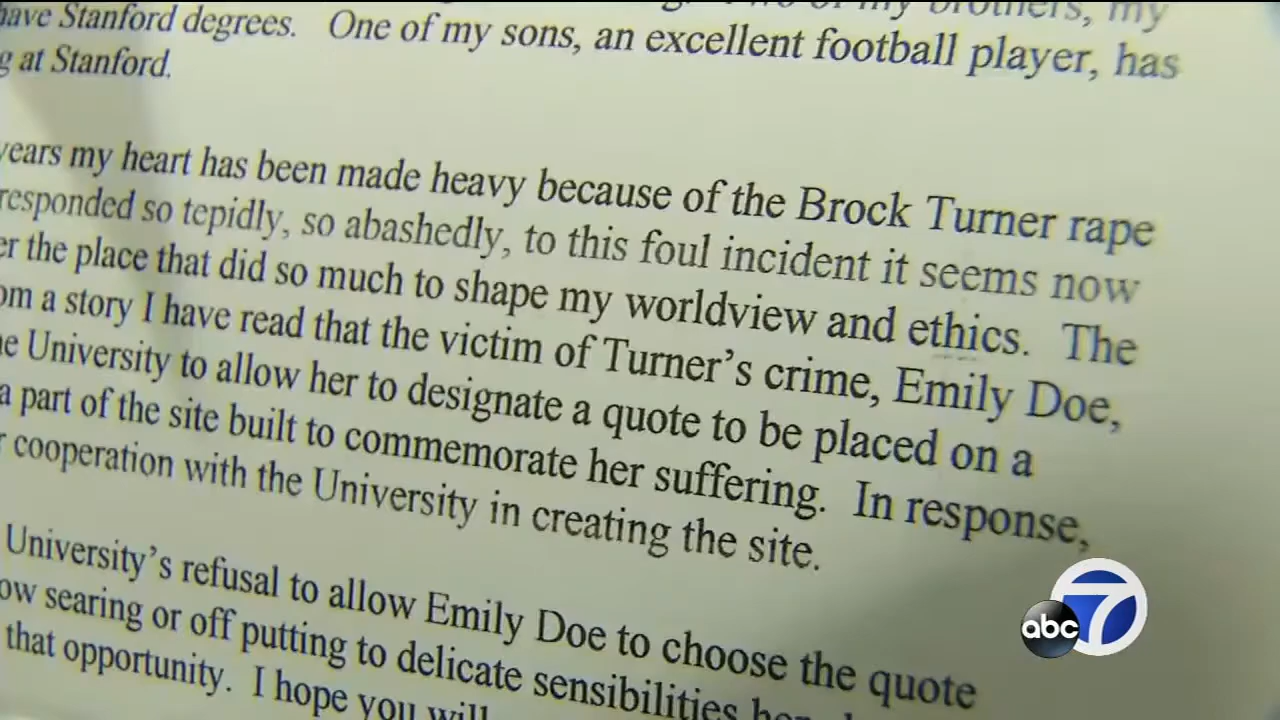 have Stanford degrees. One of my sons, an excellent football player, has
g at Stanford.
years my heart has been made heavy because of the Brock Turner rape
responded so tepidly, so abashedly, to this foul incident it seems now
er the place that did so much to shape my worldview and ethics. The
om a story I have read that the victim of Turner's crime, Emily Doe,
e University to allow her to designate a quote to be placed on a
a part of the site built to commemorate her suffering. In response,
r cooperation with the University in creating the site.
University's refusal to allow Emily Doe to choose the quote
ow searing or off putting to delicate sensibilities
that opportunity. I hope you will
abc 7